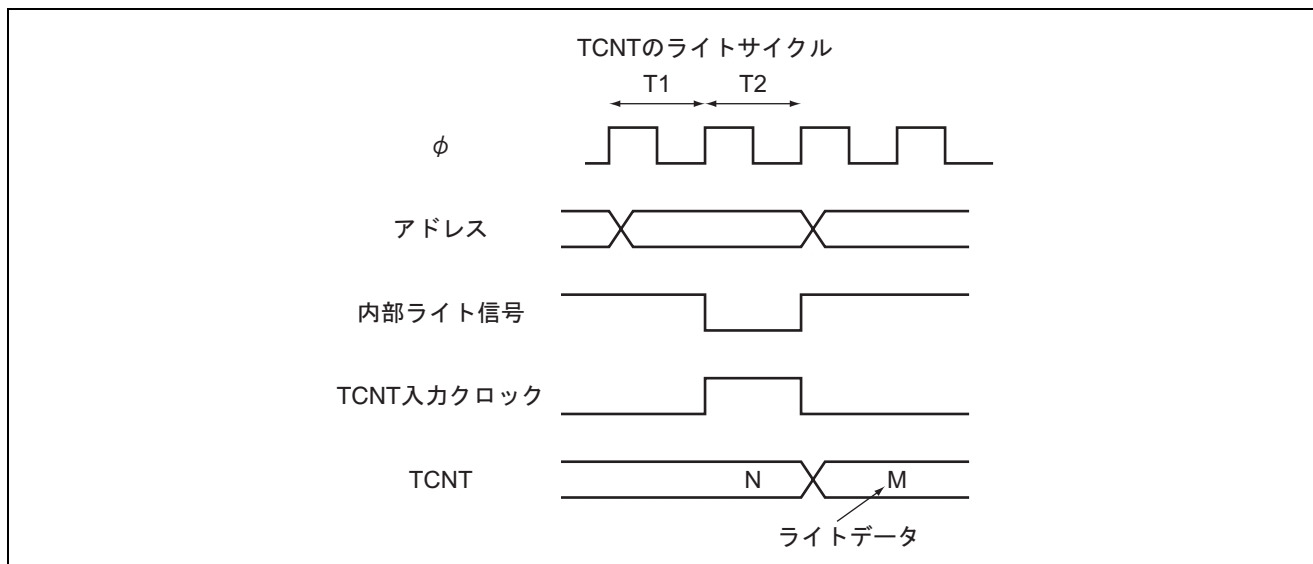 TCNTのライトサイクル
T1 T2
φ
アドレス
内部ライト信号
TCNT入力クロック
TCNT N M
ライトデータ